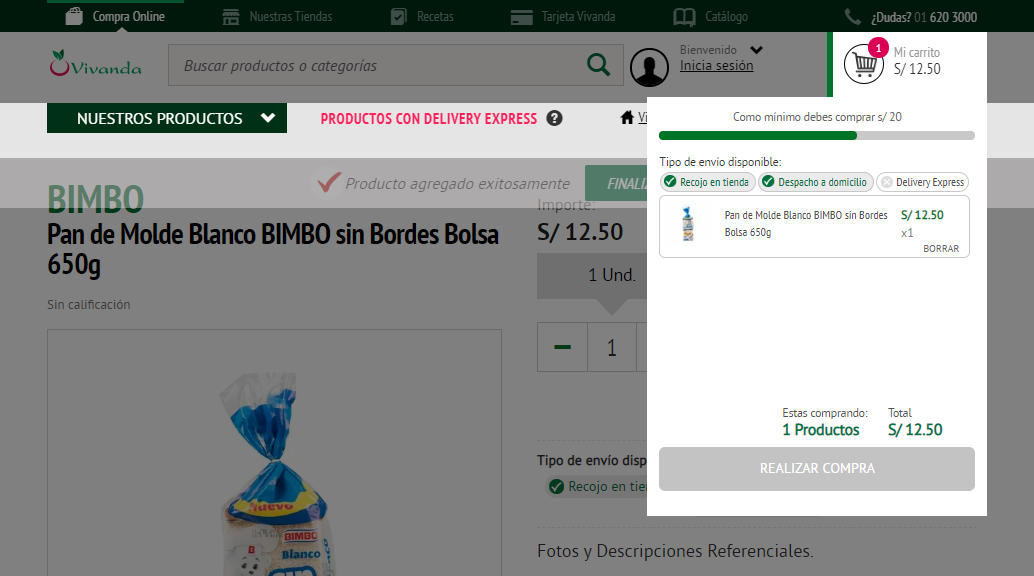 Compra Online
Nuestras Tiendas
Recetas
Tarjeta Vivanda
Catálogo
¿Dudas? 01 620 3000
Vivanda
Buscar productos o categorías
Bienvenido
Inicia sesión
1
Mi carrito
S/ 12.50
NUESTROS PRODUCTOS
PRODUCTOS CON DELIVERY EXPRESS ?
Vi
Como mínimo debes comprar s/ 20
Tipo de envío disponible:
Recojo en tienda
Despacho a domicilio
Delivery Express
Pan de Molde Blanco BIMBO sin Bordes
Bolsa 650g
S/ 12.50
x1
BORRAR
Estas comprando:
1 Productos
Total
S/ 12.50
REALIZAR COMPRA
Producto agregado exitosamente
FINALIZ
BIMBO
Pan de Molde Blanco BIMBO sin Bordes Bolsa
650g
Sin calificación
Importe:
S/ 12.50
1 Und.
1
Tipo de envío disp
Recojo en tie
Fotos y Descripciones Referenciales.
Nuevo
BIMBO
Blanco
sin